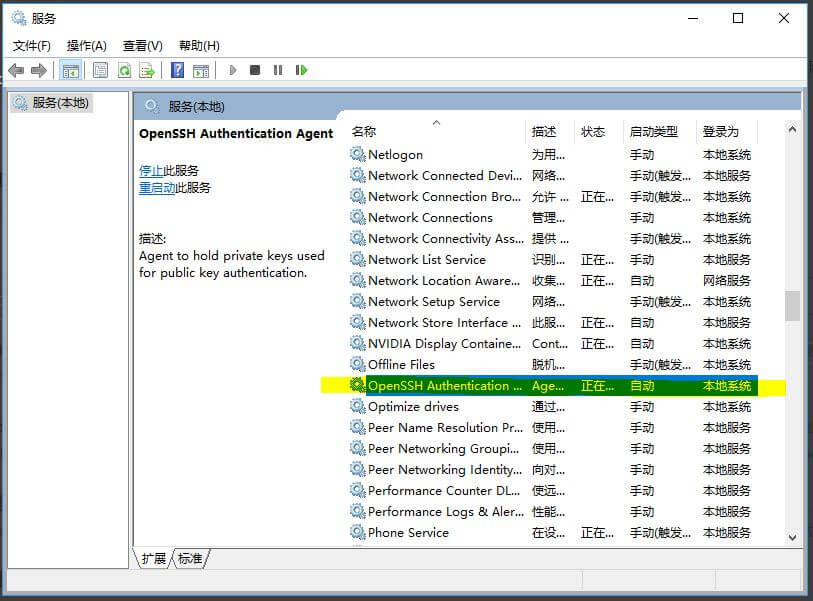 服务
文件(F) 操作(A) 查看(V) 帮助(H)
服务(本地)
服务(本地)
OpenSSH Authentication Agent
停止此服务
重启动此服务
描述:
Agent to hold private keys used
for public key authentication.
名称 描述 状态 启动类型 登录为
Netlogon 为用... 手动 本地系统
Network Connected Devi... 网络... 手动(触发... 本地服务
Network Connection Bro... 允许 ... 正在... 手动(触发... 本地系统
Network Connections 管理... 手动 本地系统
Network Connectivity Ass... 提供 ... 手动(触发... 本地系统
Network List Service 识别... 正在... 手动 本地服务
Network Location Aware... 收集... 正在... 自动 网络服务
Network Setup Service 网络... 手动(触发... 本地系统
Network Store Interface ... 此服... 正在... 自动 本地服务
NVIDIA Display Containe... Cont... 正在... 自动 本地系统
Offline Files 脱机... 手动(触发... 本地系统
OpenSSH Authentication ... Age... 正在... 自动 本地系统
Optimize drives 通过... 手动 本地系统
Peer Name Resolution Pr... 使用... 手动 本地服务
Peer Networking Groupi... 使用... 手动 本地服务
Peer Networking Identity... 向对... 手动 本地服务
Performance Counter DL... 使远... 手动 本地服务
Performance Logs & Aler... 性能... 手动 本地服务
Phone Service 在设... 正在... 手动(触发... 本地服务
扩展 标准